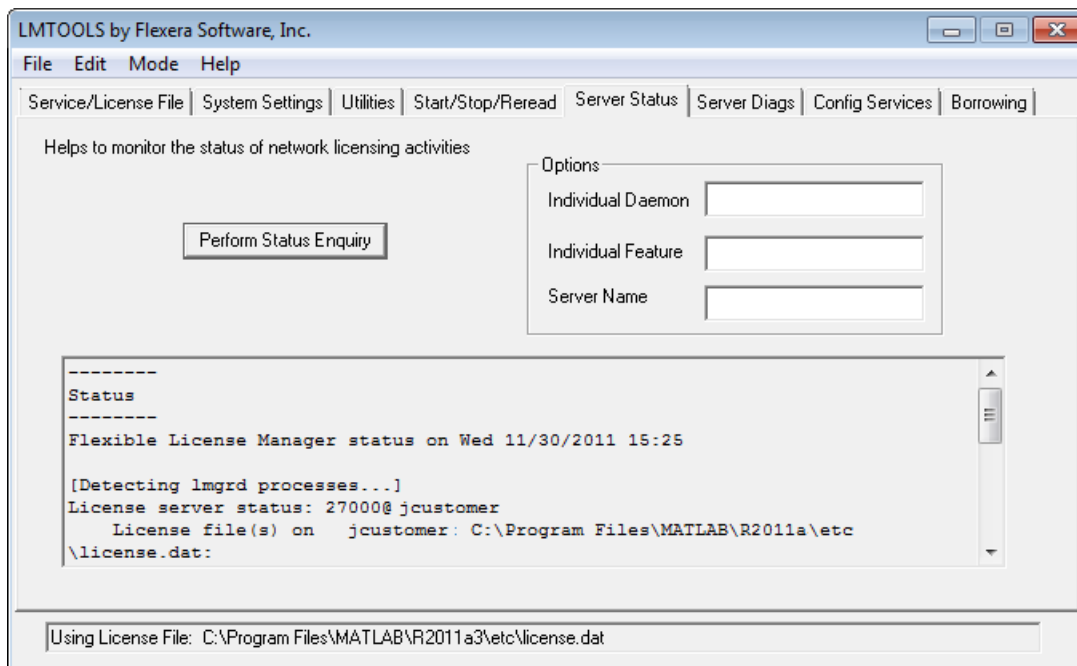 LMTOOLS by Flexera Software, Inc.
File Edit Mode Help
Service/License File System Settings Utilities Start/Stop/Reread Server Status Server Diags Config Services Borrowing
Helps to monitor the status of network licensing activities
Options
Individual Daemon
Perform Status Enquiry
Individual Feature
Server Name
--------
Status
--------
Flexible License Manager status on Wed 11/30/2011 15:25
[Detecting lmgrd processes...]
License server status: 27000@jcustomer
License file(s) on jcustomer: C:\Program Files\MATLAB\R2011a\etc
\license.dat:
Using License File: C:\Program Files\MATLAB\R2011a3\etc\license.dat